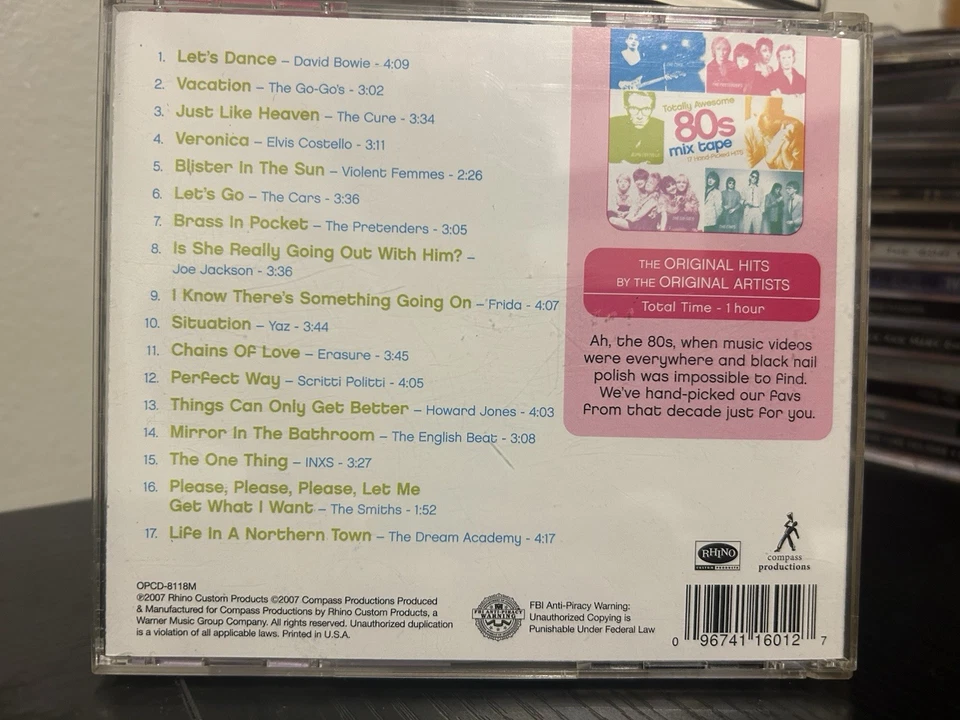 1. Let's Dance – David Bowie - 4:09
2. Vacation – The Go-Go's - 3:02
3. Just Like Heaven – The Cure - 3:34
4. Veronica – Elvis Costello - 3:11
5. Blister In The Sun – Violent Femmes - 2:26
6. Let's Go – The Cars - 3:36
7. Brass In Pocket – The Pretenders - 3:05
8. Is She Really Going Out With Him? –
Joe Jackson - 3:36
9. I Know There's Something Going On – Frida - 4:07
10. Situation – Yaz - 3:44
11. Chains Of Love – Erasure - 3:45
12. Perfect Way – Scritti Politti - 4:05
13. Things Can Only Get Better – Howard Jones - 4:03
14. Mirror In The Bathroom – The English Beat - 3:08
15. The One Thing – INXS - 3:27
16. Please, Please, Please, Let Me
Get What I Want – The Smiths - 1:52
17. Life In A Northern Town – The Dream Academy - 4:17
Totally Awesome
80s
mix tape
17 Hand-Picked Hits
THE ORIGINAL HITS
BY THE ORIGINAL ARTISTS
Total Time - 1 hour
Ah, the 80s, when music videos
were everywhere and black nail
polish was impossible to find.
We've hand-picked our favs
from that decade just for you.
RHINO
CUSTOM PRODUCTS
compass
productions
OPCD-8118M
℗2007 Rhino Custom Products ©2007 Compass Productions Produced
& Manufactured for Compass Productions by Rhino Custom Products, a
Warner Music Group Company. All rights reserved. Unauthorized duplication
is a violation of all applicable laws. Printed in U.S.A.
FBI ANTI-PIRACY
WARNING
FBI Anti-Piracy Warning:
Unauthorized Copying is
Punishable Under Federal Law
0 96741 16012 7